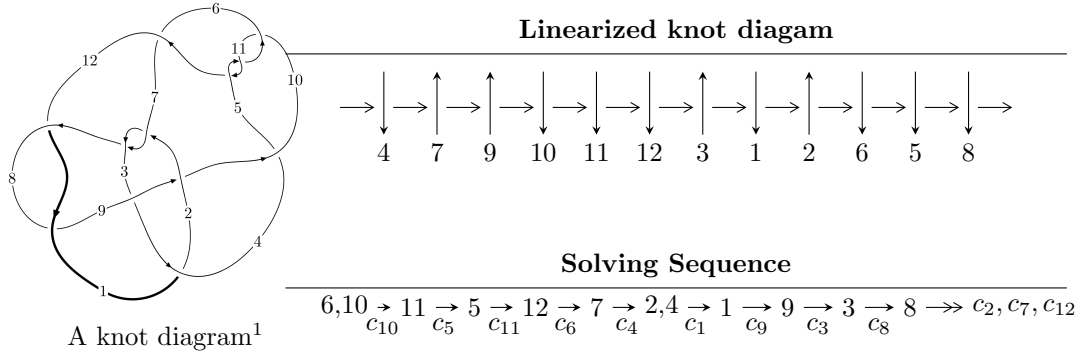 6
11
12
10
7
5
3
8
9
2
4
1
A knot diagram¹
Linearized knot diagam
4 7 9 10 11 12 3 1 2 6 5 8
Solving Sequence
6,10 → 11 → 5 → 12 → 7 → 2,4 → 1 → 9 → 3 → 8 ↠ c₂, c₇, c₁₂
c₁₀ c₅ c₁₁ c₆ c₄ c₁ c₉ c₃ c₈